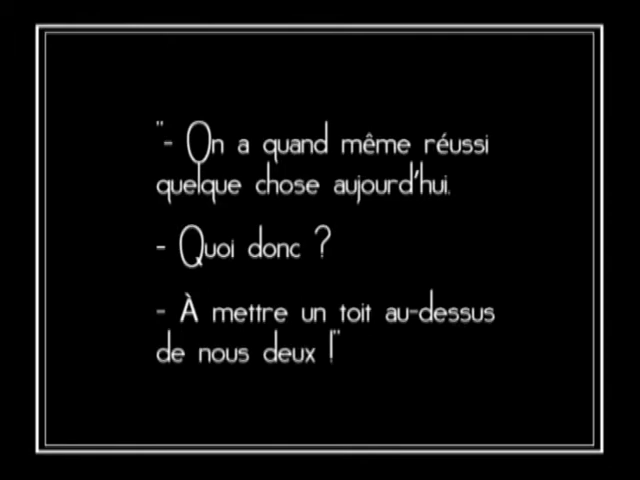 "- On a quand même réussi
quelque chose aujourd'hui.
- Quoi donc ?
- À mettre un toit au-dessus
de nous deux !"